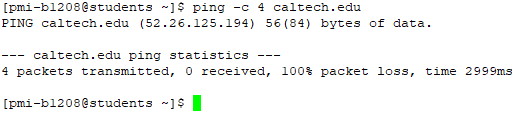 [pmi-b1208@students ~]$ ping -c 4 caltech.edu
PING caltech.edu (52.26.125.194) 56(84) bytes of data.
--- caltech.edu ping statistics ---
4 packets transmitted, 0 received, 100% packet loss, time 2999ms
[pmi-b1208@students ~]$